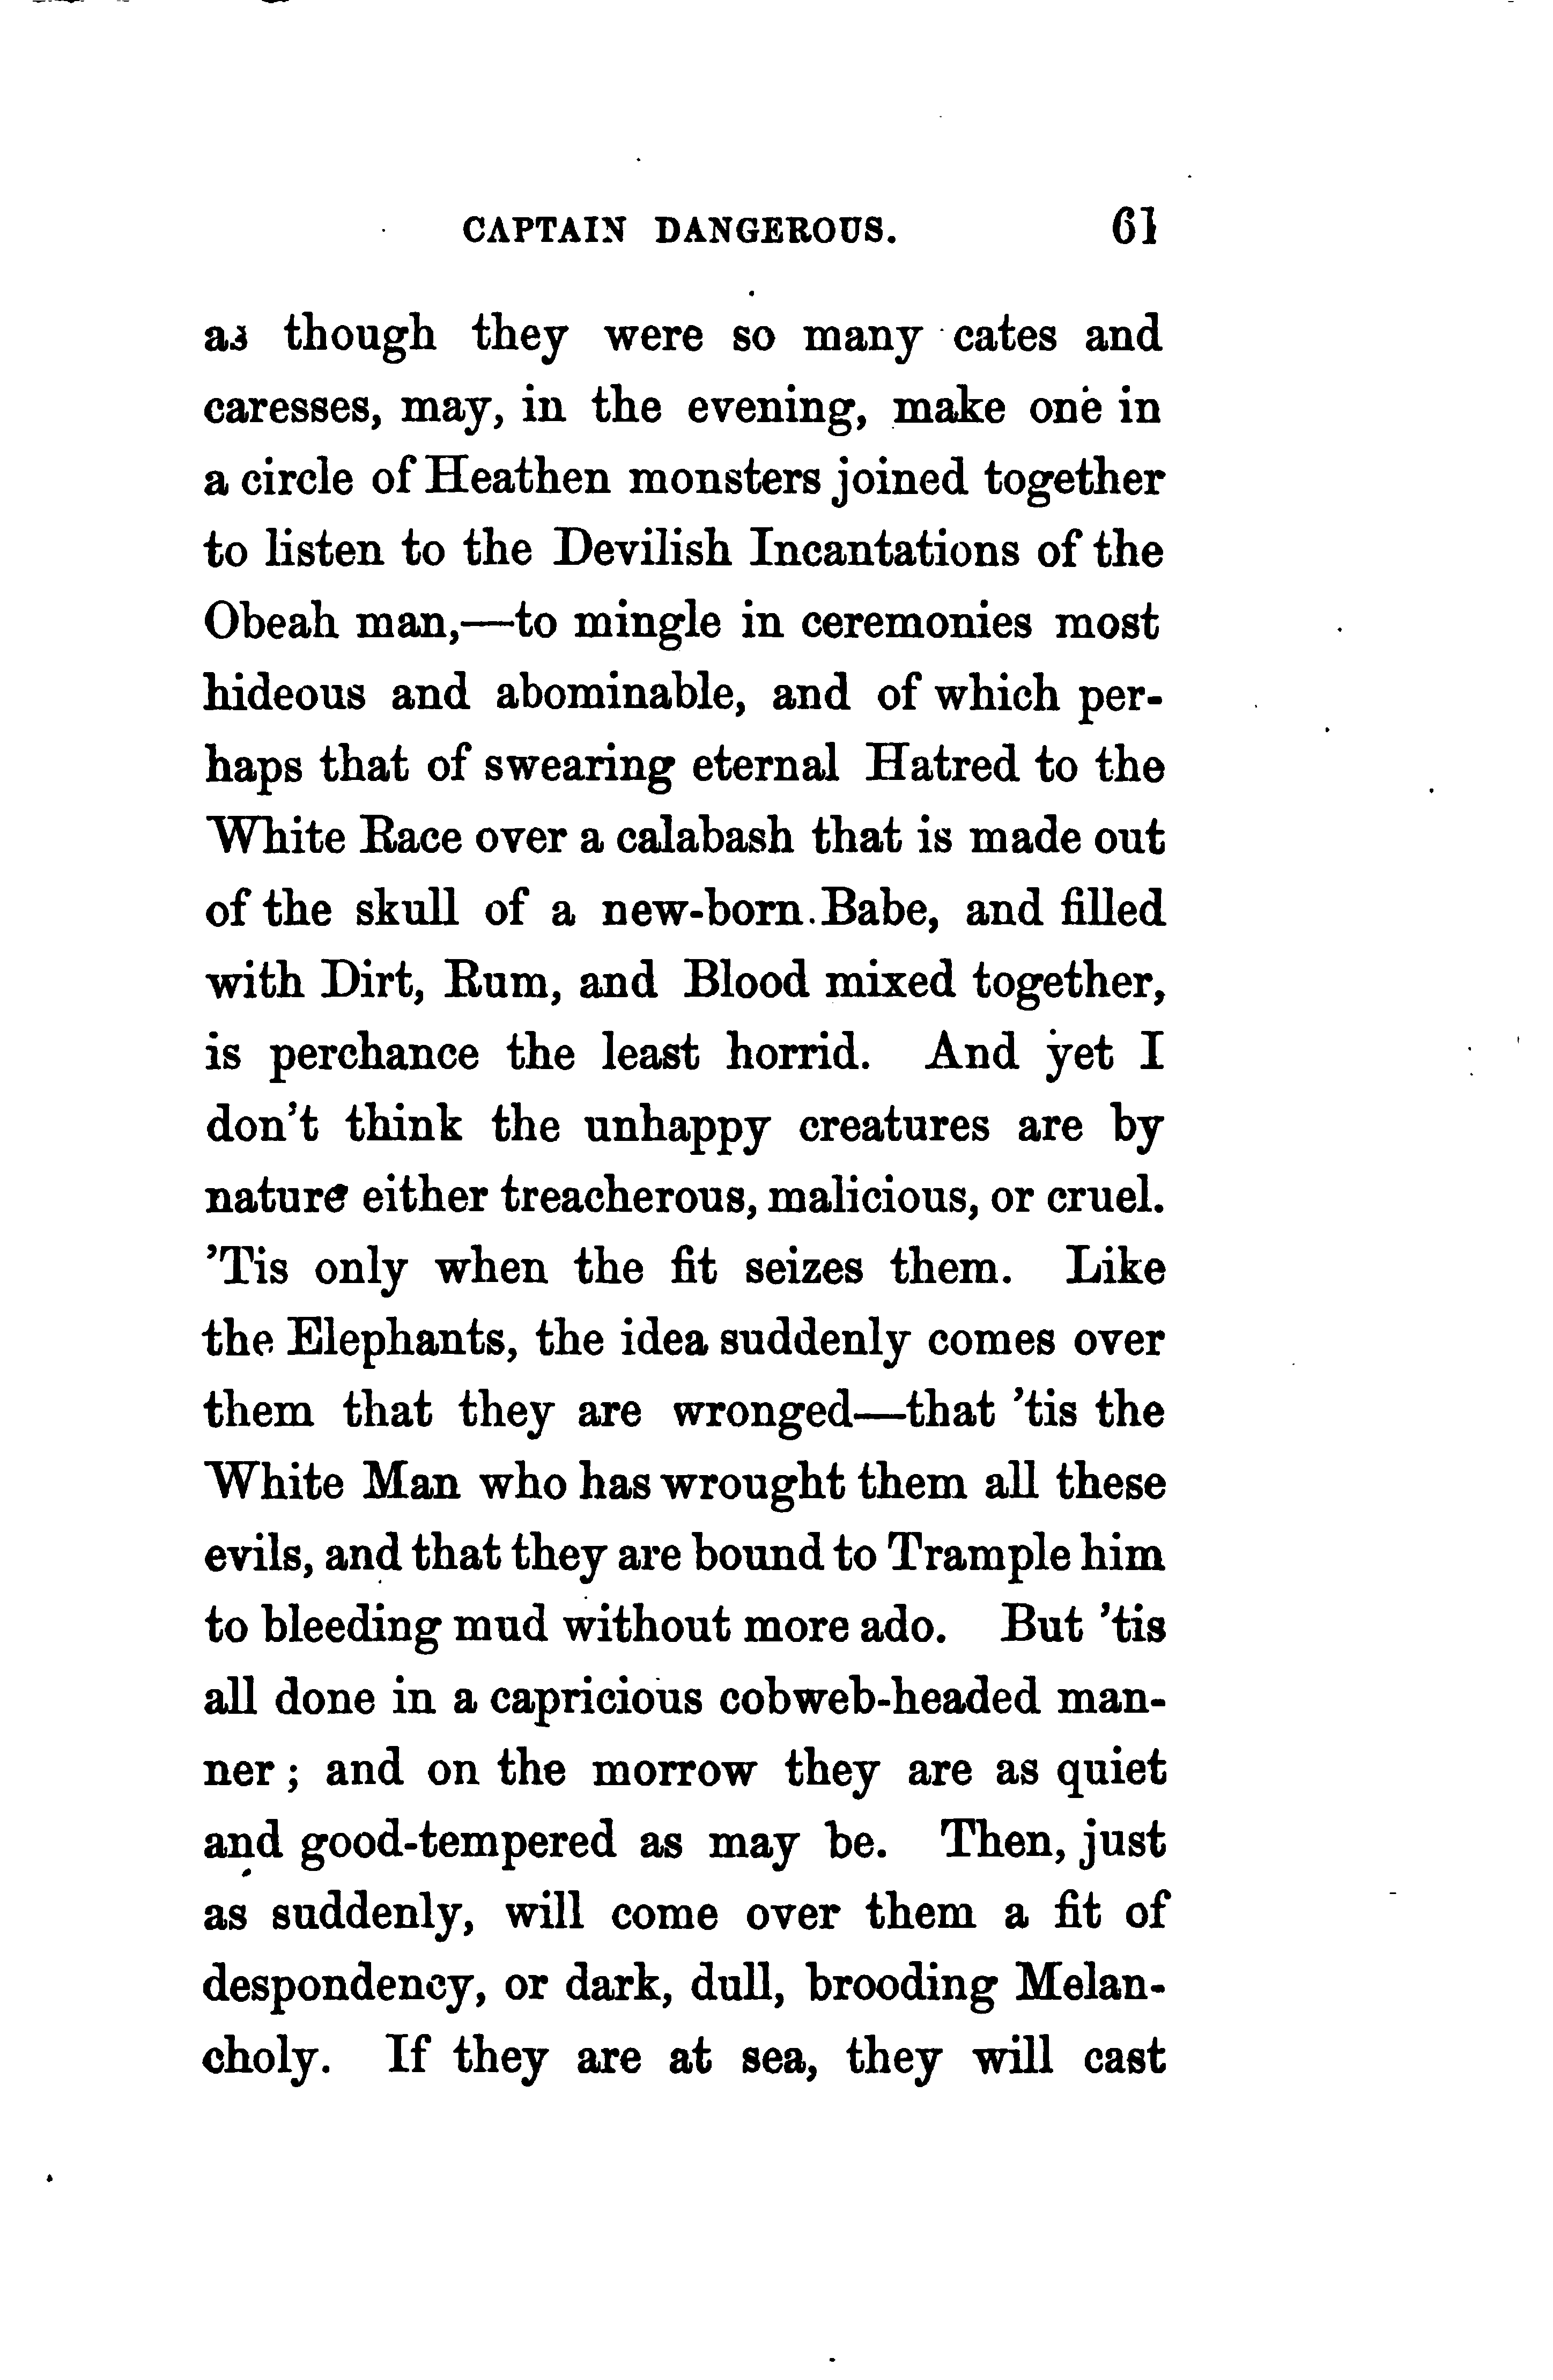 CAPTAIN DANGEROUS. 61
as though they were so many cates and
caresses, may, in the evening, make one in
a circle of Heathen monsters joined together
to listen to the Devilish Incantations of the
Obeah man,—to mingle in ceremonies most
hideous and abominable, and of which per-
haps that of swearing eternal Hatred to the
White Race over a calabash that is made out
of the skull of a new-born Babe, and filled
with Dirt, Rum, and Blood mixed together,
is perchance the least horrid. And yet I
don't think the unhappy creatures are by
nature either treacherous, malicious, or cruel.
'Tis only when the fit seizes them. Like
the Elephants, the idea suddenly comes over
them that they are wronged—that 'tis the
White Man who has wrought them all these
evils, and that they are bound to Trample him
to bleeding mud without more ado. But 'tis
all done in a capricious cobweb-headed man-
ner; and on the morrow they are as quiet
and good-tempered as may be. Then, just
as suddenly, will come over them a fit of
despondency, or dark, dull, brooding Melan-
choly. If they are at sea, they will cast